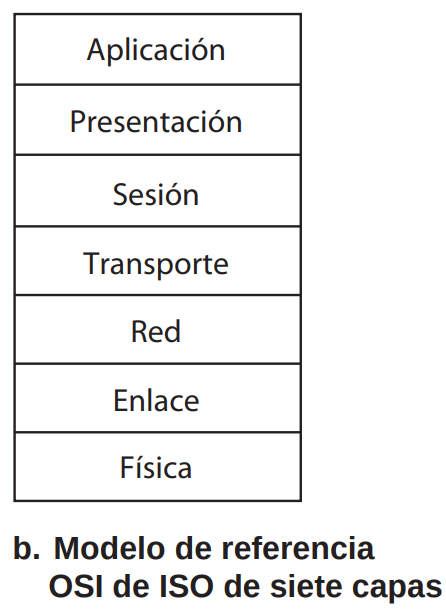 Aplicación
Presentación
Sesión
Transporte
Red
Enlace
Física
b. Modelo de referencia
OSI de ISO de siete capas